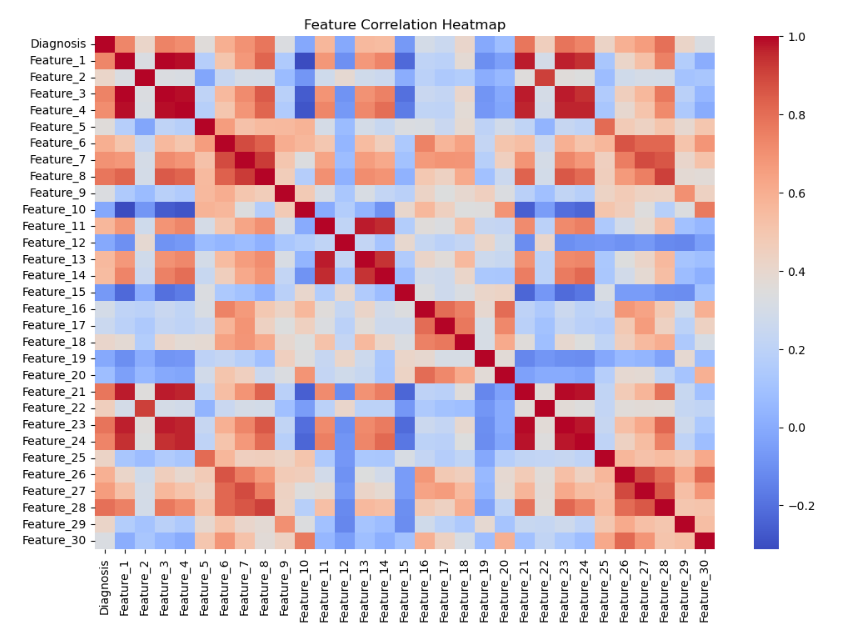 Feature Correlation Heatmap
Diagnosis
Feature_1
Feature_2
Feature_3
Feature_4
Feature_5
Feature_6
Feature_7
Feature_8
Feature_9
Feature_10
Feature_11
Feature_12
Feature_13
Feature_14
Feature_15
Feature_16
Feature_17
Feature_18
Feature_19
Feature_20
Feature_21
Feature_22
Feature_23
Feature_24
Feature_25
Feature_26
Feature_27
Feature_28
Feature_29
Feature_30
Diagnosis
Feature_1
Feature_2
Feature_3
Feature_4
Feature_5
Feature_6
Feature_7
Feature_8
Feature_9
Feature_10
Feature_11
Feature_12
Feature_13
Feature_14
Feature_15
Feature_16
Feature_17
Feature_18
Feature_19
Feature_20
Feature_21
Feature_22
Feature_23
Feature_24
Feature_25
Feature_26
Feature_27
Feature_28
Feature_29
Feature_30
1.0
0.8
0.6
0.4
0.2
0.0
−0.2